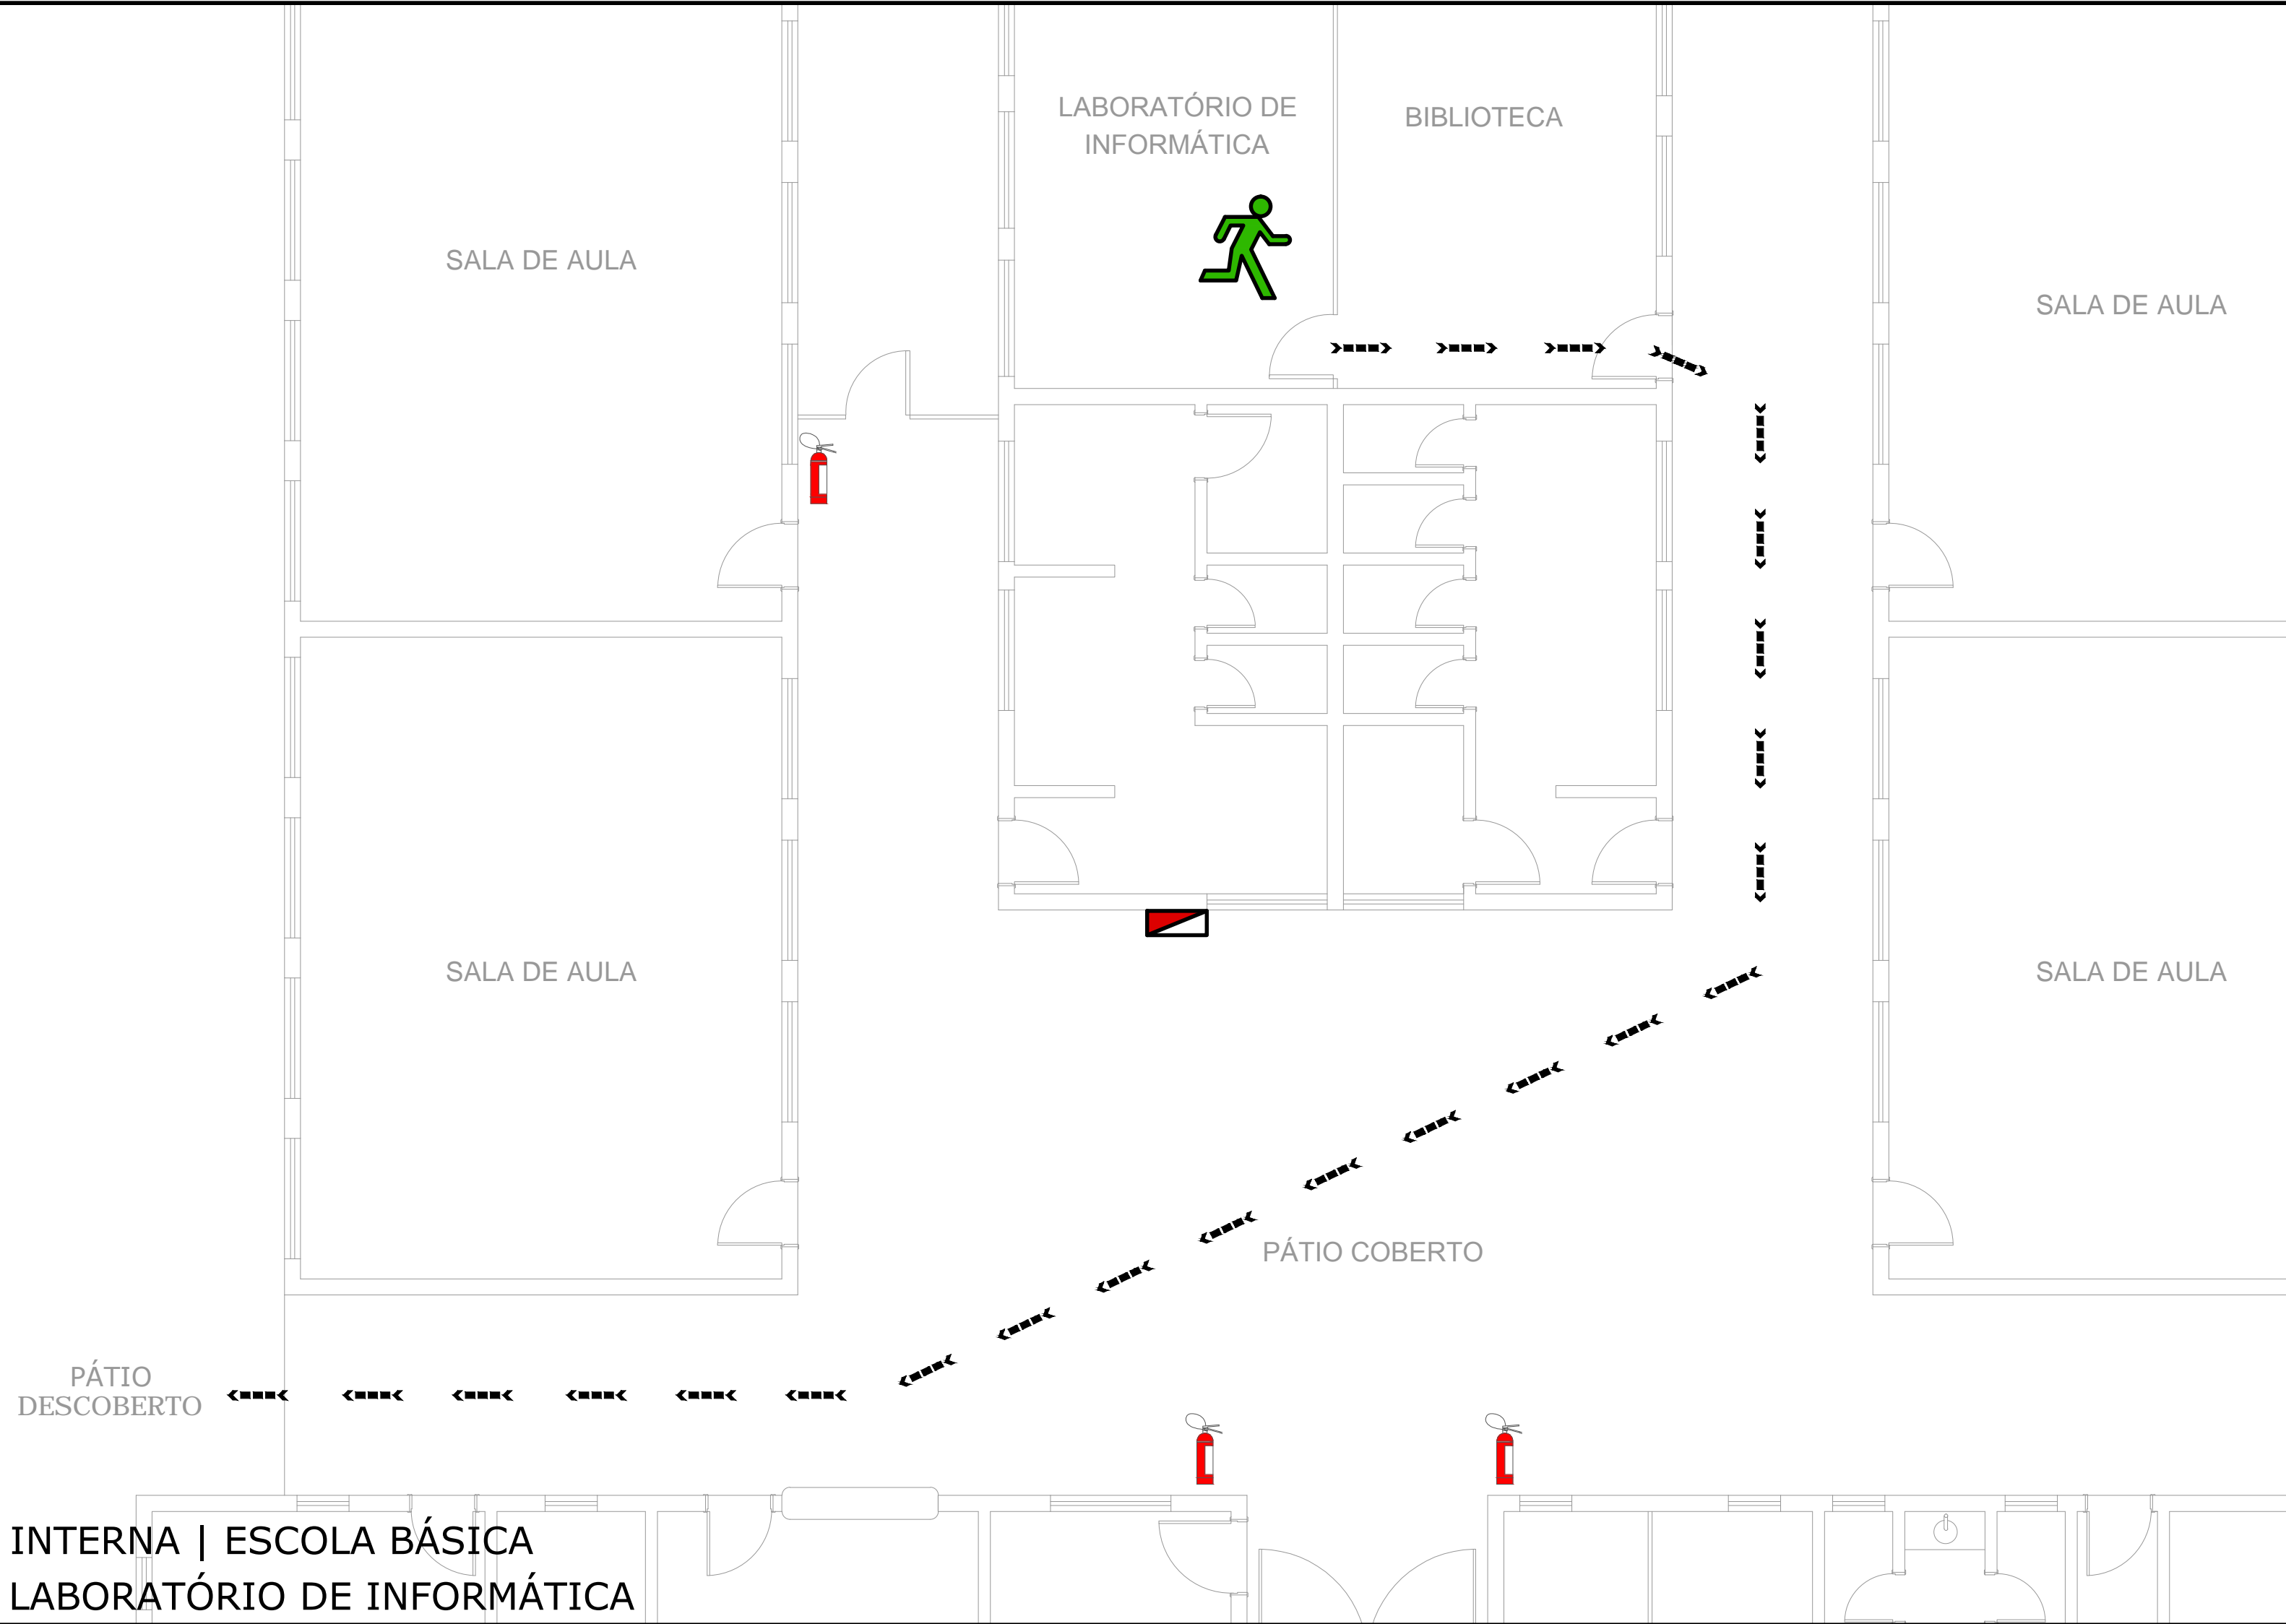 LABORATÓRIO DE
INFORMÁTICA
BIBLIOTECA
SALA DE AULA
SALA DE AULA
SALA DE AULA
SALA DE AULA
PÁTIO COBERTO
PÁTIO
DESCOBERTO
INTERNA | ESCOLA BÁSICA
LABORATÓRIO DE INFORMÁTICA